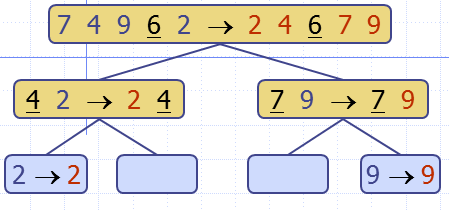 7 4 9 6 2 → 2 4 6 7 9
4 2 → 2 4 7 9 → 7 9
2 → 2 9 → 9